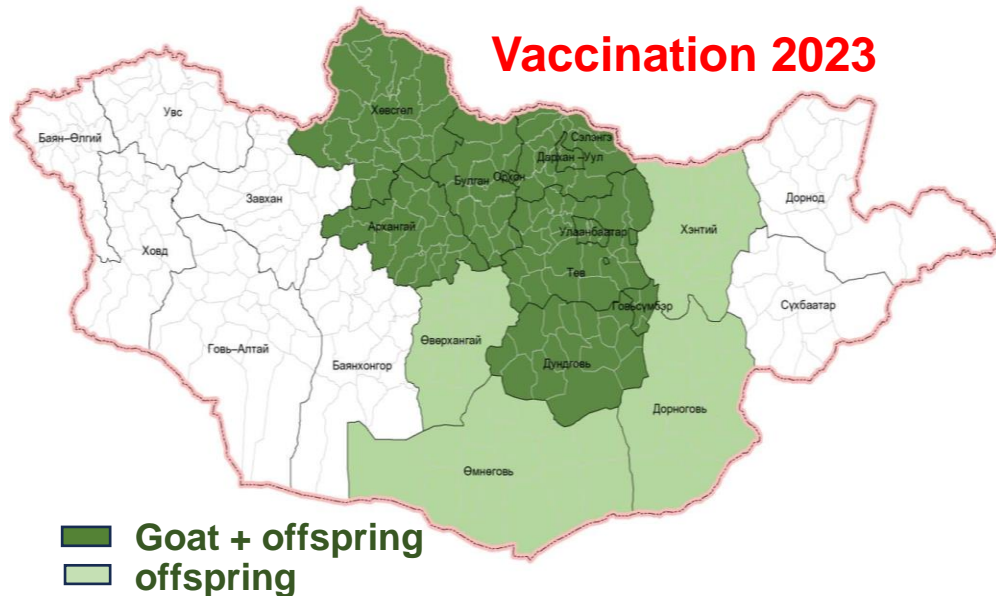 Vaccination 2023
Хөвсгөл
Увс
Баян–Өлгий
Сэлэнгэ
Дархан –Уул
Орхон
Булган
Завхан
Дорнод
Архангай
Улаанбаатар
Хэнтий
Ховд
Төв
Говьсүмбэр
Сүхбаатар
Өвөрхангай
Говь–Алтай
Баянхонгор
Дундговь
Дорноговь
Өмнөговь
Goat + offspring
offspring